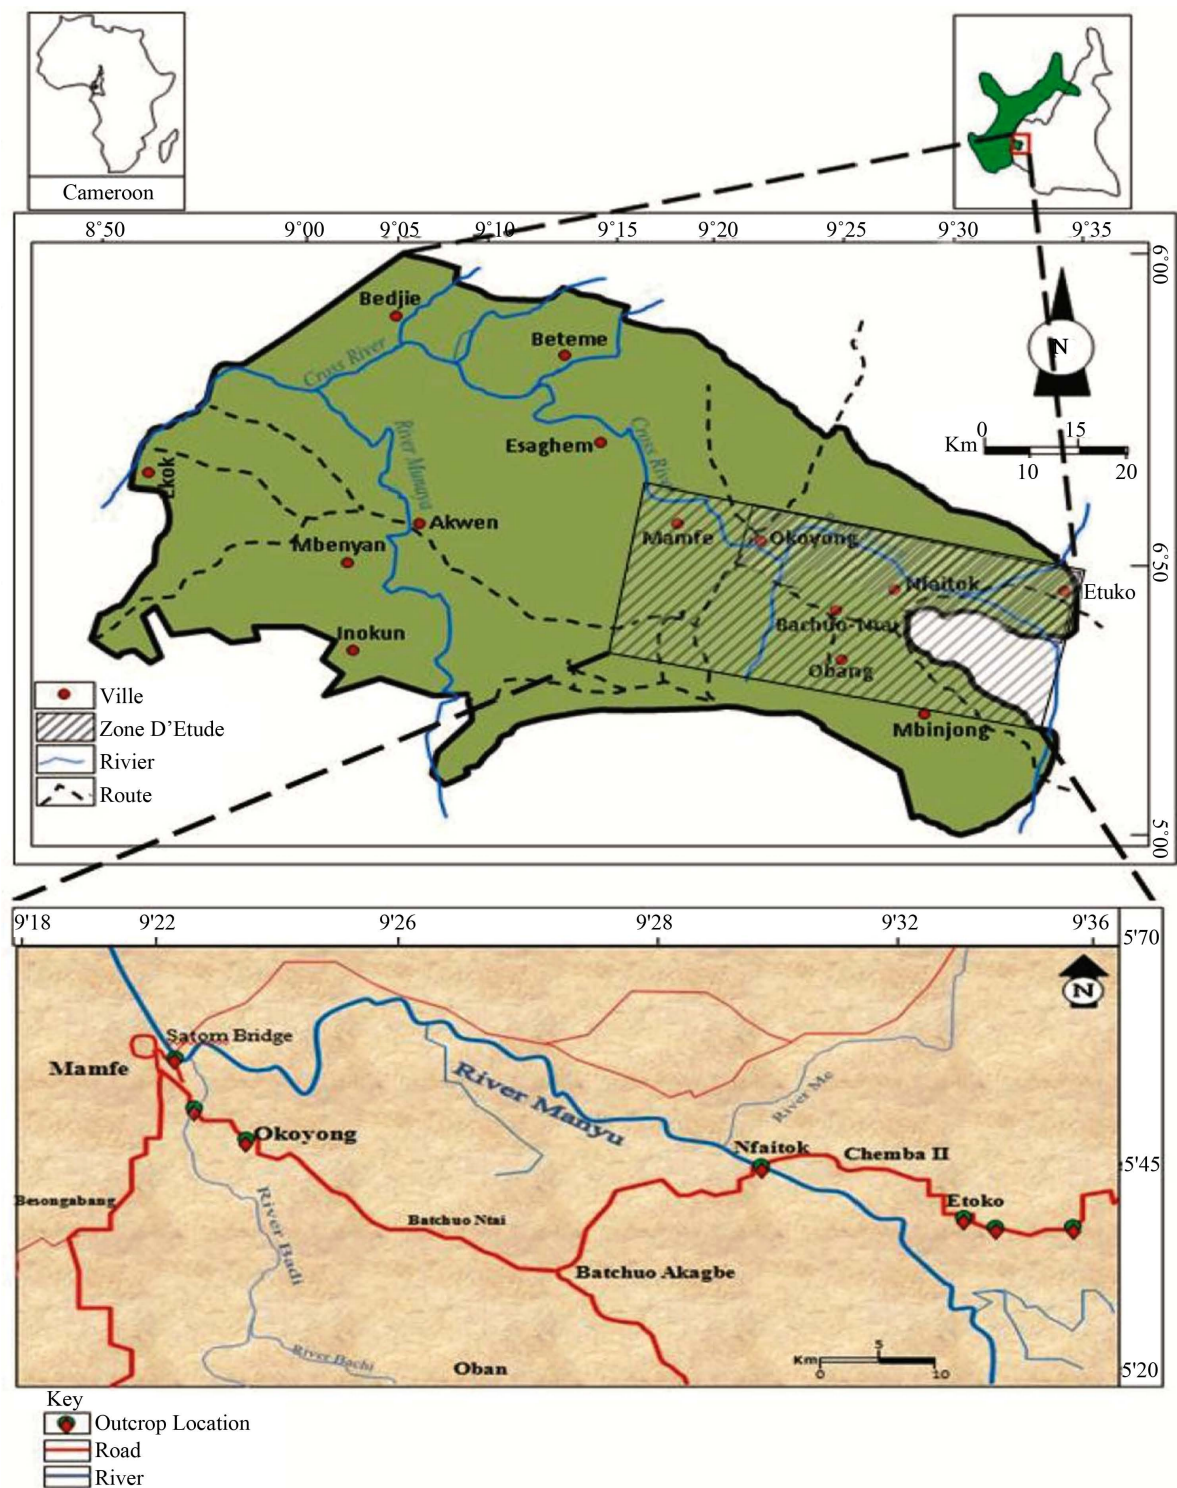 Cameroon
8°50 9°00 9°05 9°10 9°15 9°20 9°25 9°30 9°35
6°00
Bedjie
Beteme
Cross River
N
Km 0 15
10 20
River Munaya
Cross River
Esaghem
Ekok
Akwen
Mamfe
Okoyong
Mbenyan
6°50
Nfaitok
Etuko
Bachuo-Ntai
Inokun
Obang
Mbinjong
Ville
Zone D'Etude
Rivier
Route
5°00
9'18 9'22 9'26 9'28 9'32 9'36
5'70
N
Satom Bridge
Mamfe
River Manyu
River Me
Okoyong
Nfaitok
Chemba II
5'45
Besongabang
Etoko
River Badi
Batchuo Ntai
Batchuo Akagbe
River Bachi
Oban
Km 5
0 10
5'20
Key
Outcrop Location
Road
River